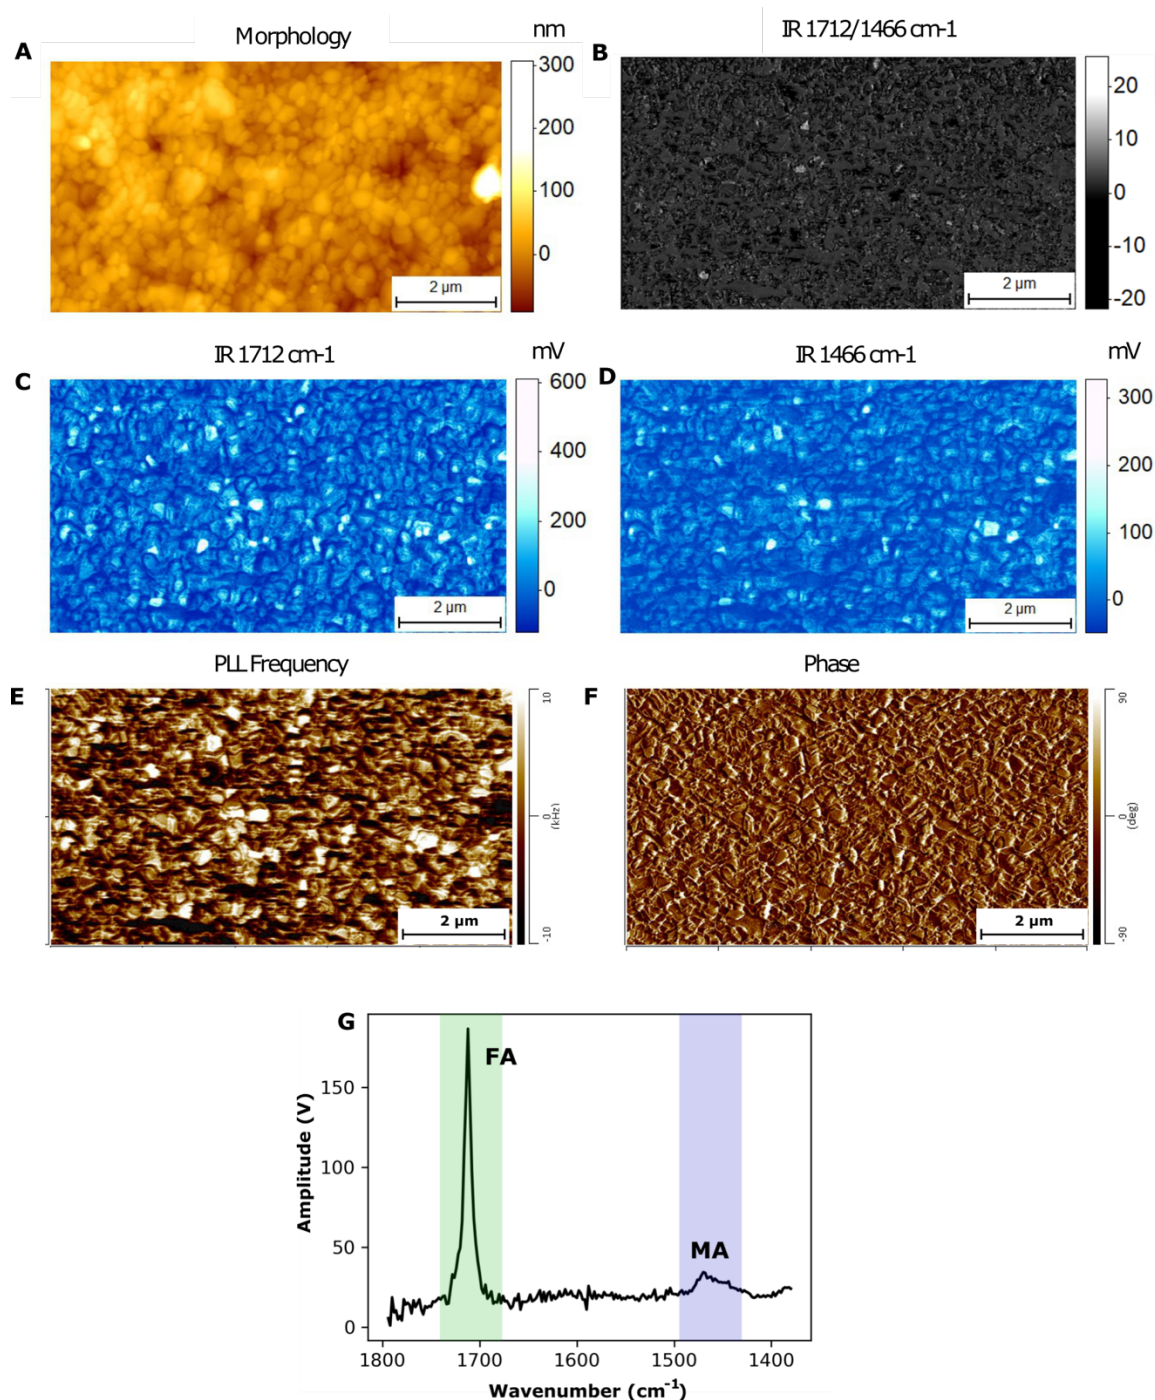 A
Morphology
nm
300
200
100
0
2 µm
B
IR 1712/1466 cm-1
20
10
0
-10
-20
2 µm
C
IR 1712 cm-1
mV
600
400
200
0
2 µm
D
IR 1466 cm-1
mV
300
200
100
0
2 µm
E
PLL Frequency
10
0
(kHz)
-10
2 µm
F
Phase
90
0
(deg)
-90
2 µm
G
FA
MA
Amplitude (V)
150
100
50
0
1800 1700 1600 1500 1400
Wavenumber (cm⁻¹)